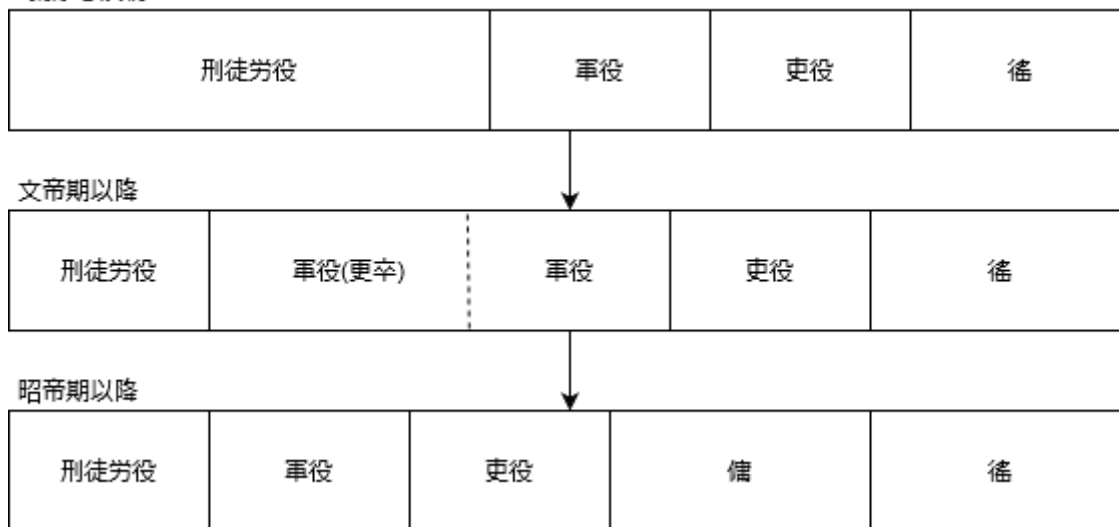 刑徒労役 軍役 吏役 徭
文帝期以降
刑徒労役 軍役(更卒) 軍役 吏役 徭
昭帝期以降
刑徒労役 軍役 吏役 傭 徭